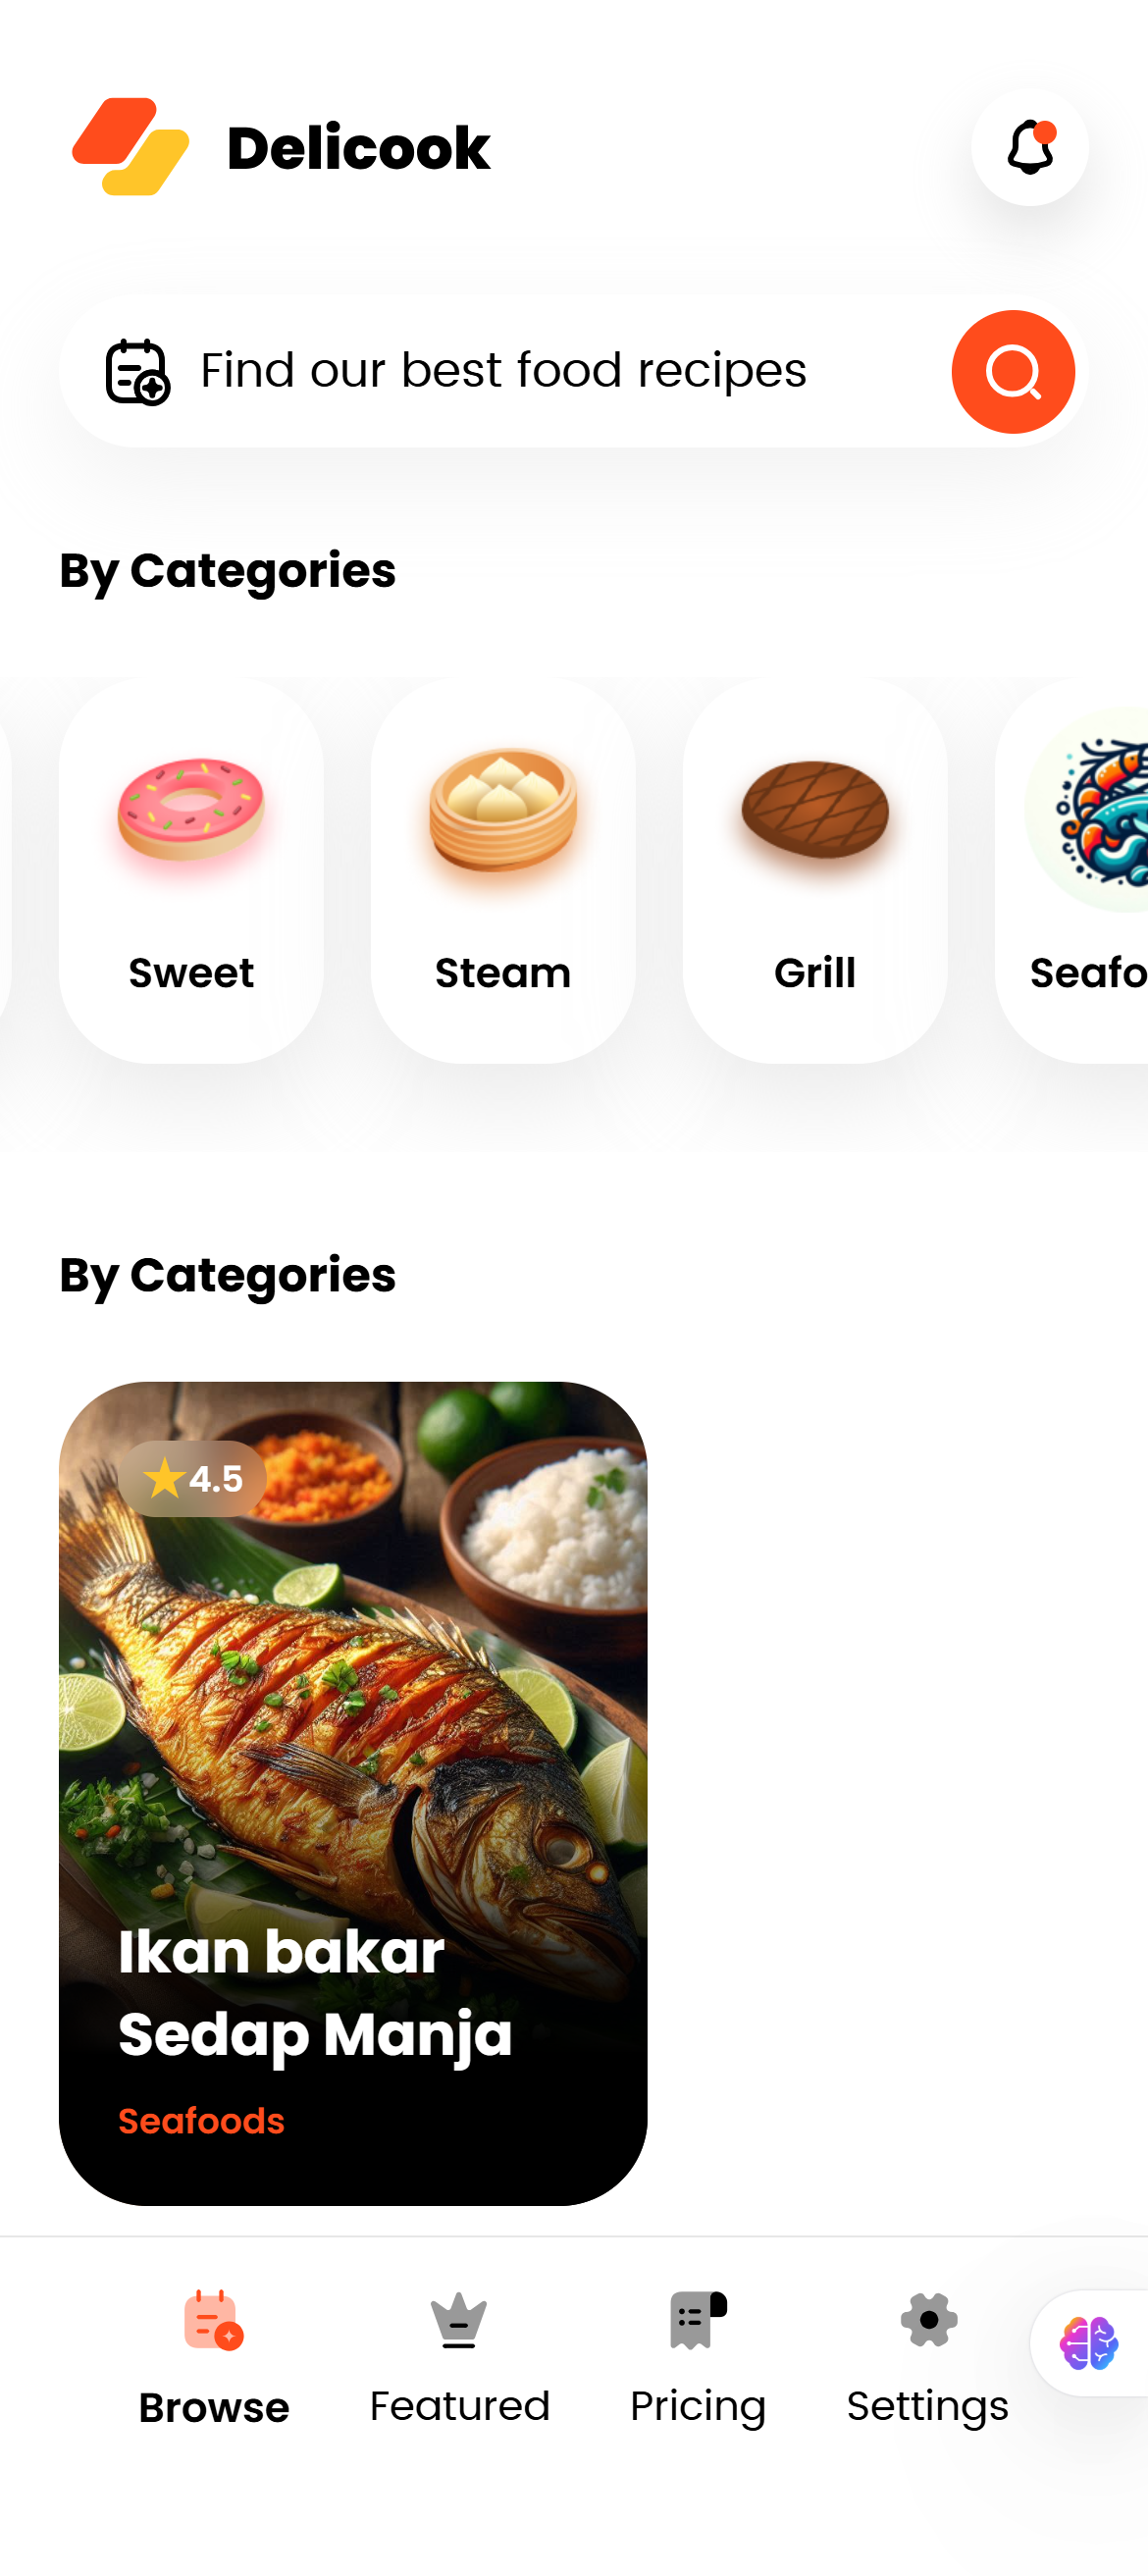 Delicook
Find our best food recipes
By Categories
Sweet
Steam
Grill
Seafo
By Categories
4.5
Ikan bakar
Sedap Manja
Seafoods
Browse
Featured
Pricing
Settings